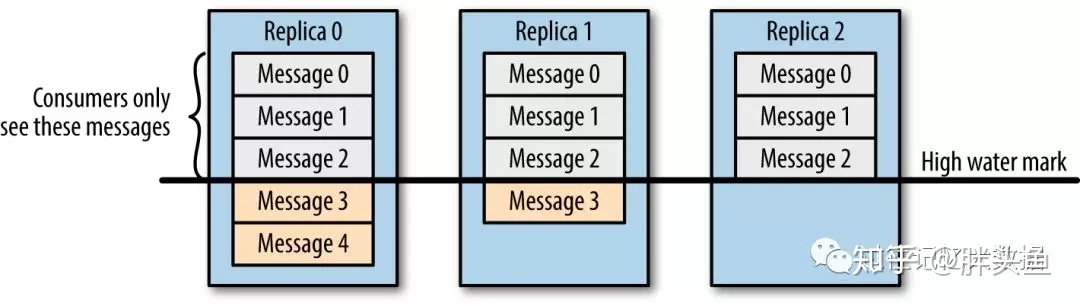 Replica 0
Replica 1
Replica 2
Message 0
Message 0
Message 0
Consumers only
see these messages
Message 1
Message 1
Message 1
Message 2
Message 2
Message 2
High water mark
Message 3
Message 3
Message 4
知乎 @胖头鱼